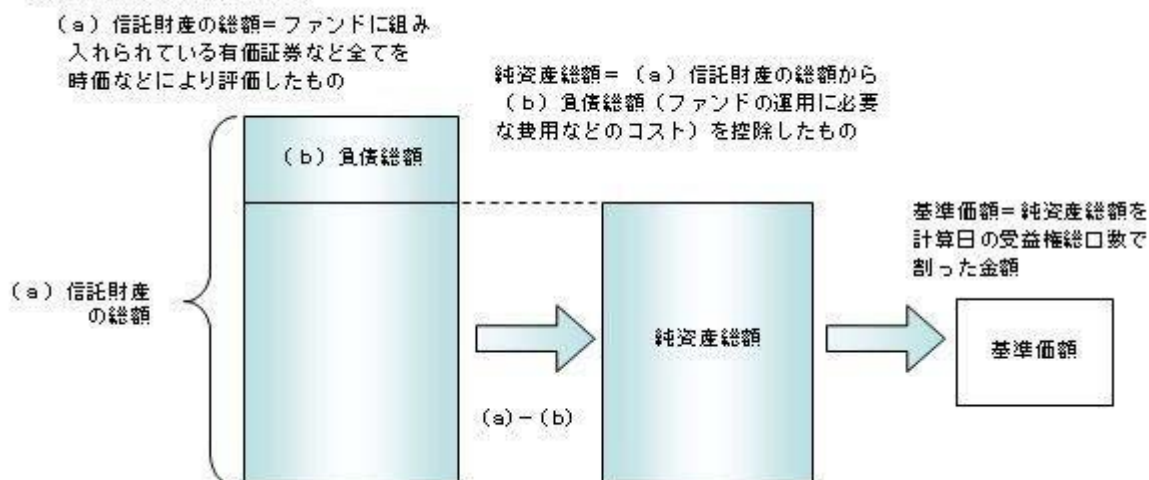 (a) 信託財産の総額＝ファンドに組み
入れられている有価証券など全てを
時価などにより評価したもの
純資産総額＝ (a) 信託財産の総額から
(b) 負債総額（ファンドの運用に必要
な費用などのコスト）を控除したもの
(b) 負債総額
基準価額＝純資産総額を
計算日の受益権総口数で
割った金額
(a) 信託財産
の総額
純資産総額
基準価額
(a)－(b)